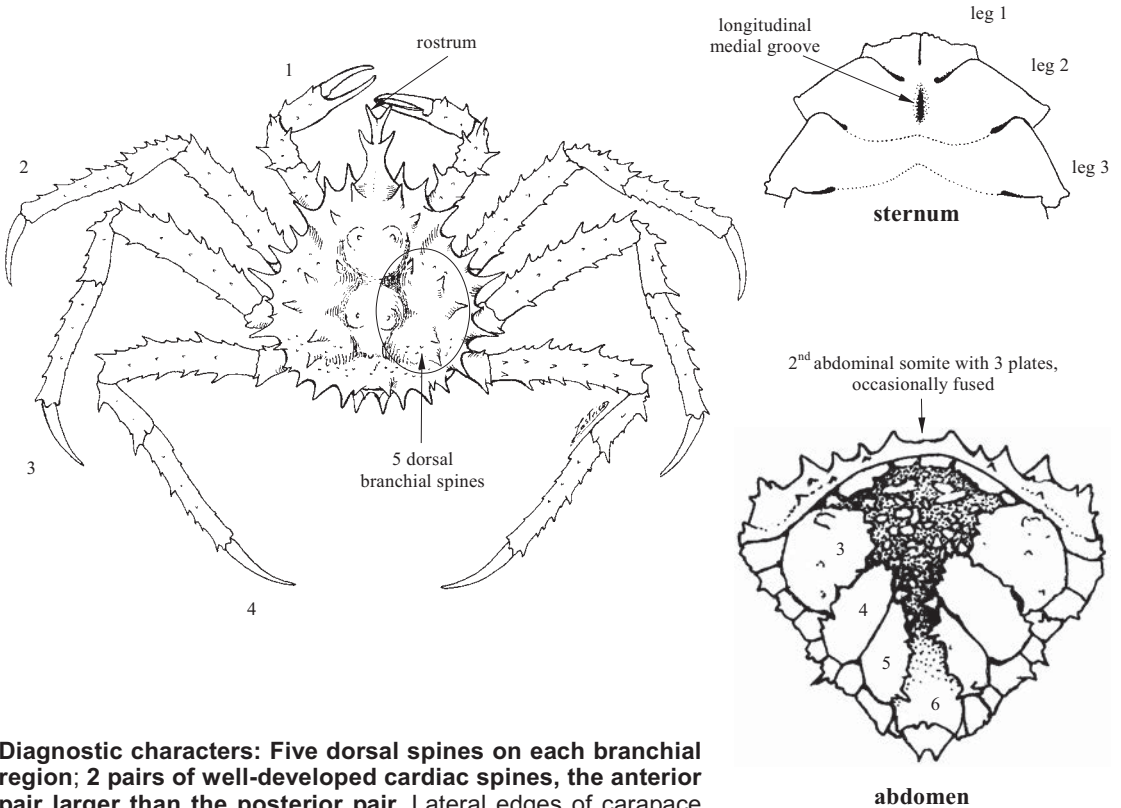 rostrum
1
2
3
4
5 dorsal
branchial spines
longitudinal
medial groove
leg 1
leg 2
leg 3
sternum
2nd abdominal somite with 3 plates,
occasionally fused
3
4
5
6
abdomen
Diagnostic characters: Five dorsal spines on each branchial
region; 2 pairs of well-developed cardiac spines, the anterior
pair larger than the posterior pair. Lateral edges of carapace